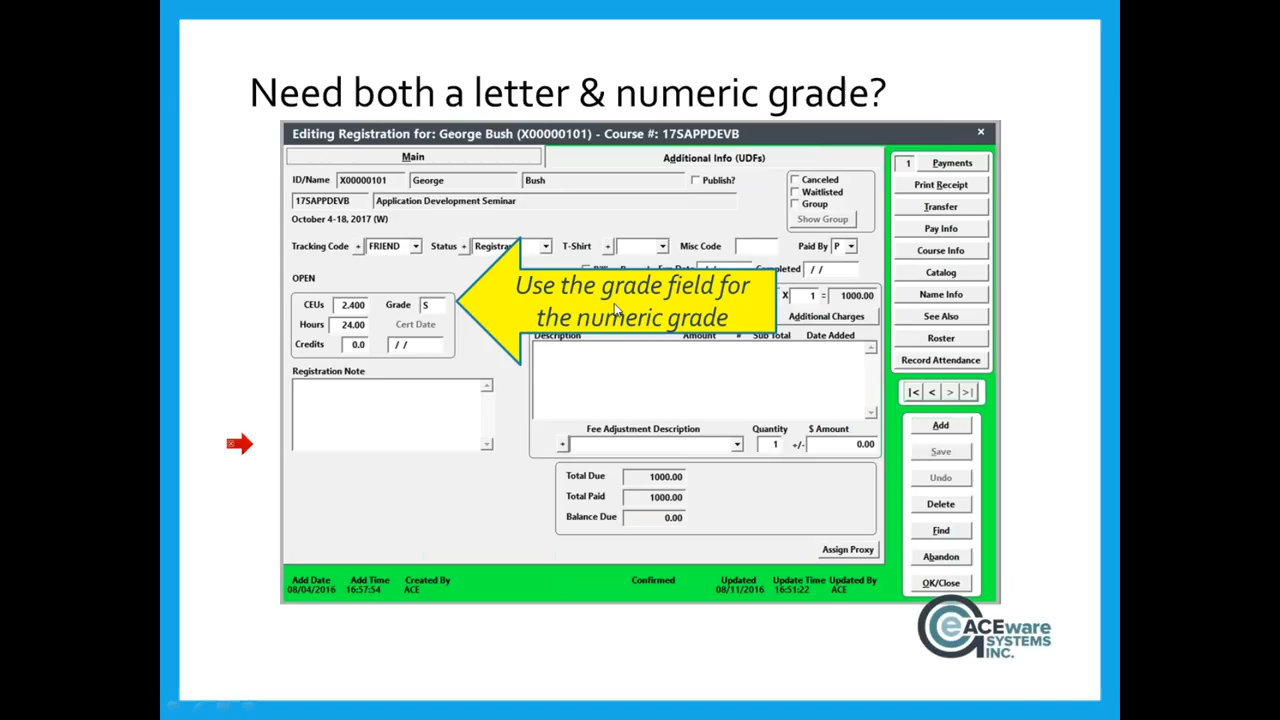 Need both a letter & numeric grade?
Editing Registration for: George Bush (X00000101) - Course #: 17SAPPDEVB ×
Main Additional Info (UDFs)
ID/Name X00000101 George Bush Publish?
Canceled
Waitlisted
Group
Show Group
17SAPPDEVB Application Development Seminar
October 4-18, 2017 (W)
Tracking Code + FRIEND Status + T-Shirt + Misc Code Paid By P
/ /
OPEN
Use the grade field for
the numeric grade
CEUs 2.400 Grade S
X 1 = 1000.00
Hours 24.00 Cert Date
Additional Charges
Credits 0.0 / /
Description Amount # Sub Total Date Added
Registration Note
Fee Adjustment Description Quantity $ Amount
+ 1 +/- 0.00
Total Due 1000.00
Total Paid 1000.00
Balance Due 0.00
Assign Proxy
Add Date Add Time Created By Confirmed Updated Update Time Updated By
08/04/2016 16:57:54 ACE 08/11/2016 16:51:22 ACE
1 Payments
Print Receipt
Transfer
Pay Info
Course Info
Catalog
Name Info
See Also
Roster
Record Attendance
|< < > >|
Add
Save
Undo
Delete
Find
Abandon
OK/Close
ACEware
SYSTEMS
INC.